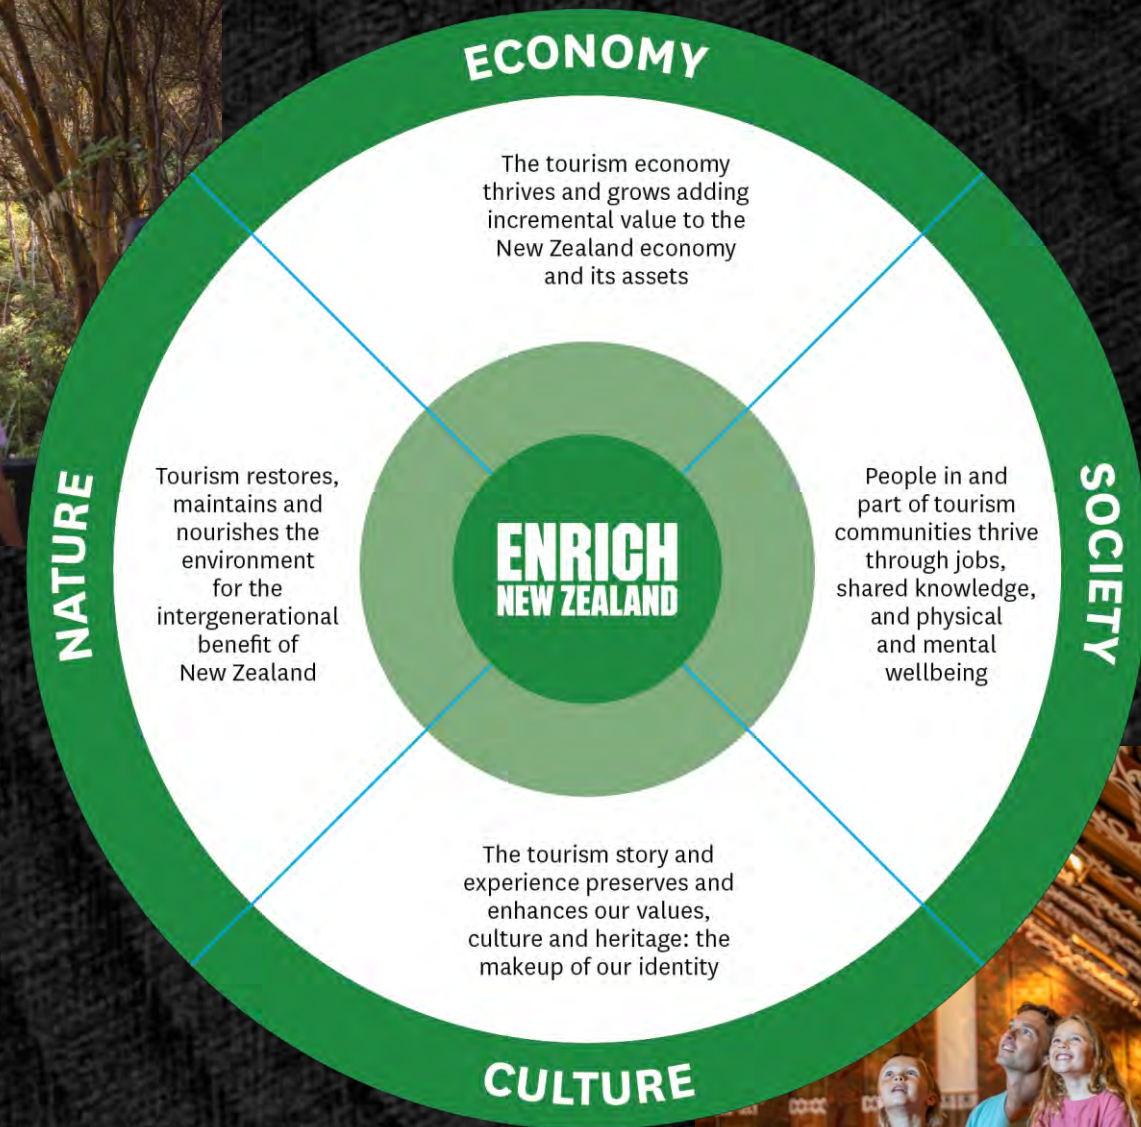 ECONOMY
The tourism economy
thrives and grows adding
incremental value to the
New Zealand economy
and its assets
NATURE
Tourism restores,
maintains and
nourishes the
environment
for the
intergenerational
benefit of
New Zealand
ENRICH
NEW ZEALAND
People in and
part of tourism
communities thrive
through jobs,
shared knowledge,
and physical
and mental
wellbeing
SOCIETY
The tourism story and
experience preserves and
enhances our values,
culture and heritage: the
makeup of our identity
CULTURE